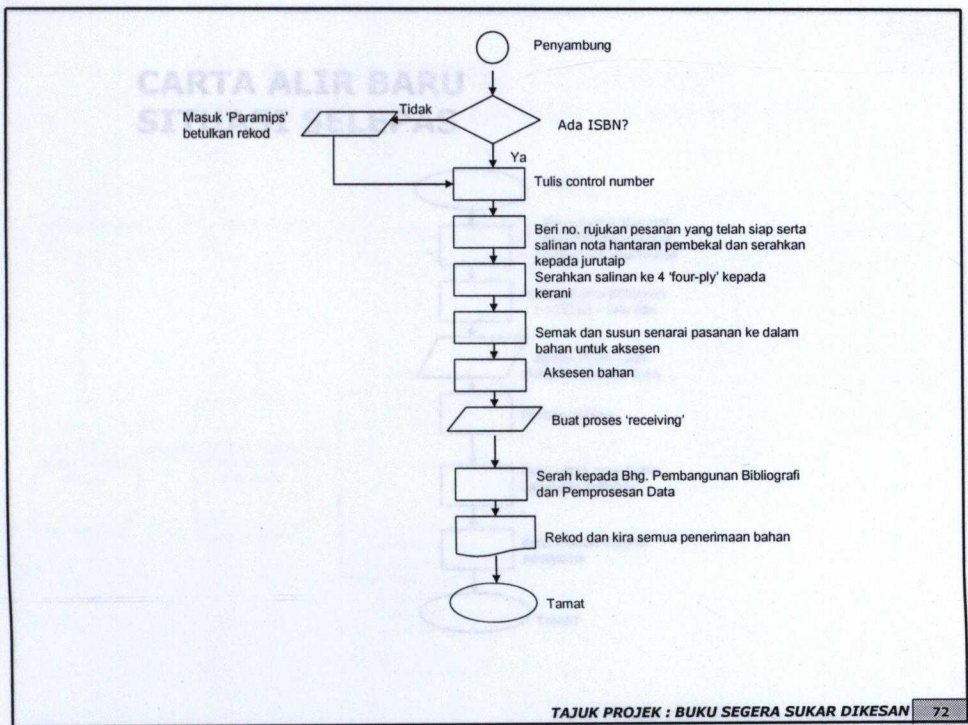 Penyambung
CARTA ALIR BARU
Masuk 'Paramips'
betulkan rekod
Tidak
Ada ISBN?
Ya
Tulis control number
Beri no. rujukan pesanan yang telah siap serta
salinan nota hantaran pembekal dan serahkan
kepada jurutaip
Serahkan salinan ke 4 'four-ply' kepada
kerani
Semak dan susun senarai pasanan ke dalam
bahan untuk aksesen
Aksesen bahan
Buat proses 'receiving'
Serah kepada Bhg. Pembangunan Bibliografi
dan Pemprosesan Data
Rekod dan kira semua penerimaan bahan
Tamat
TAJUK PROJEK : BUKU SEGERA SUKAR DIKESAN 72